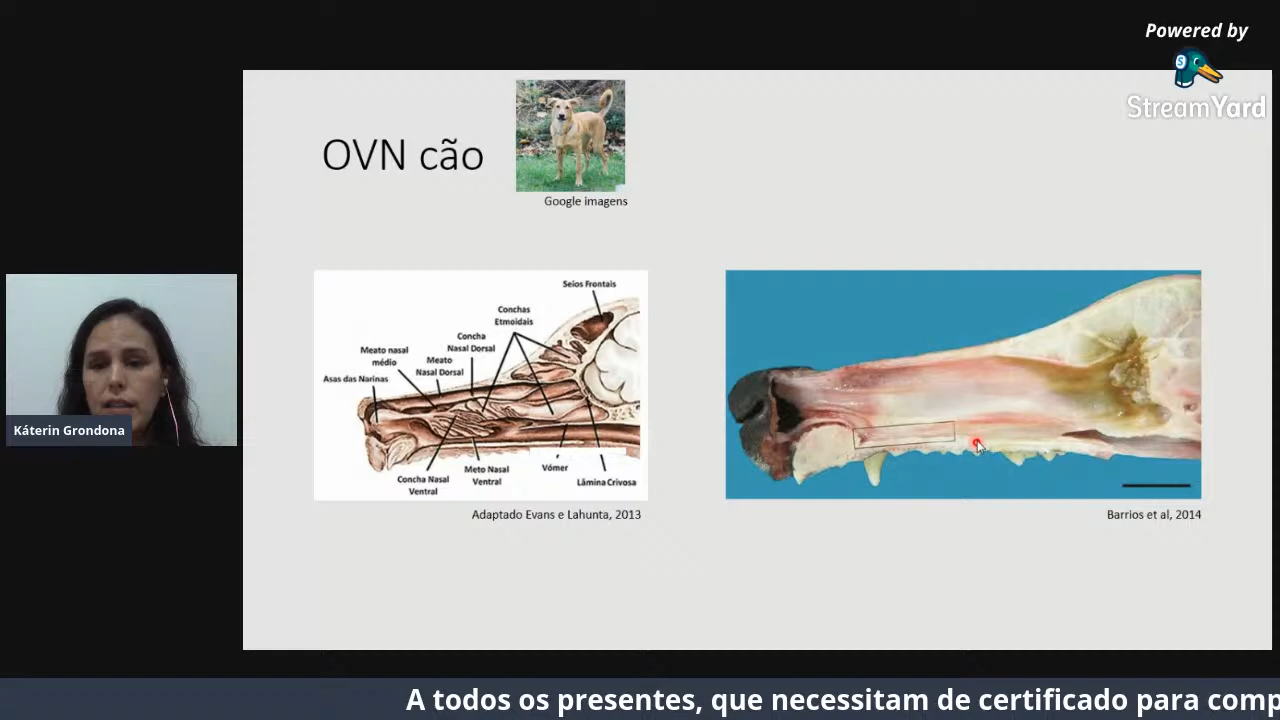 Powered by
StreamYard
OVN cão
Google imagens
Seios Frontais
Conchas
Etmoidais
Concha
Nasal Dorsal
Meato nasal
médio
Meato
Nasal Dorsal
Asas das Narinas
Concha Nasal
Ventral
Meto Nasal
Ventral
Vómer
Lâmina Crivosa
Adaptado Evans e Lahunta, 2013
Barrios et al, 2014
Káterin Grondona
A todos os presentes, que necessitam de certificado para comp